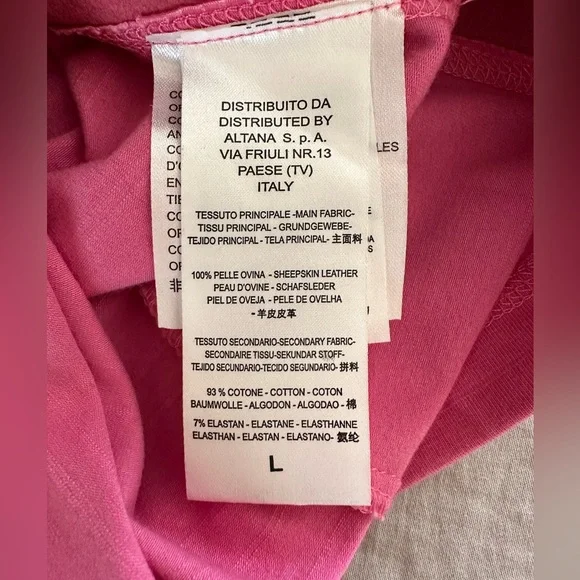 DISTRIBUITO DA
DISTRIBUTED BY
ALTANA S. p. A.
VIA FRIULI NR.13
PAESE (TV)
ITALY
TESSUTO PRINCIPALE -MAIN FABRIC-
TISSU PRINCIPAL - GRUNDGEWEBE-
TEJIDO PRINCIPAL - TELA PRINCIPAL- 主面料
100% PELLE OVINA - SHEEPSKIN LEATHER
PEAU D'OVINE - SCHAFSLEDER
PIEL DE OVEJA - PELE DE OVELHA
- 羊皮皮革
TESSUTO SECONDARIO-SECONDARY FABRIC-
SECONDAIRE TISSU-SEKUNDAR STOFF-
TEJIDO SECUNDARIO-TECIDO SEGUNDARIO- 拼料
93 % COTONE - COTTON - COTON
BAUMWOLLE - ALGODON - ALGODAO - 棉
7% ELASTAN - ELASTANE - ELASTHANNE
ELASTHAN - ELASTAN - ELASTANO- 氨纶
L